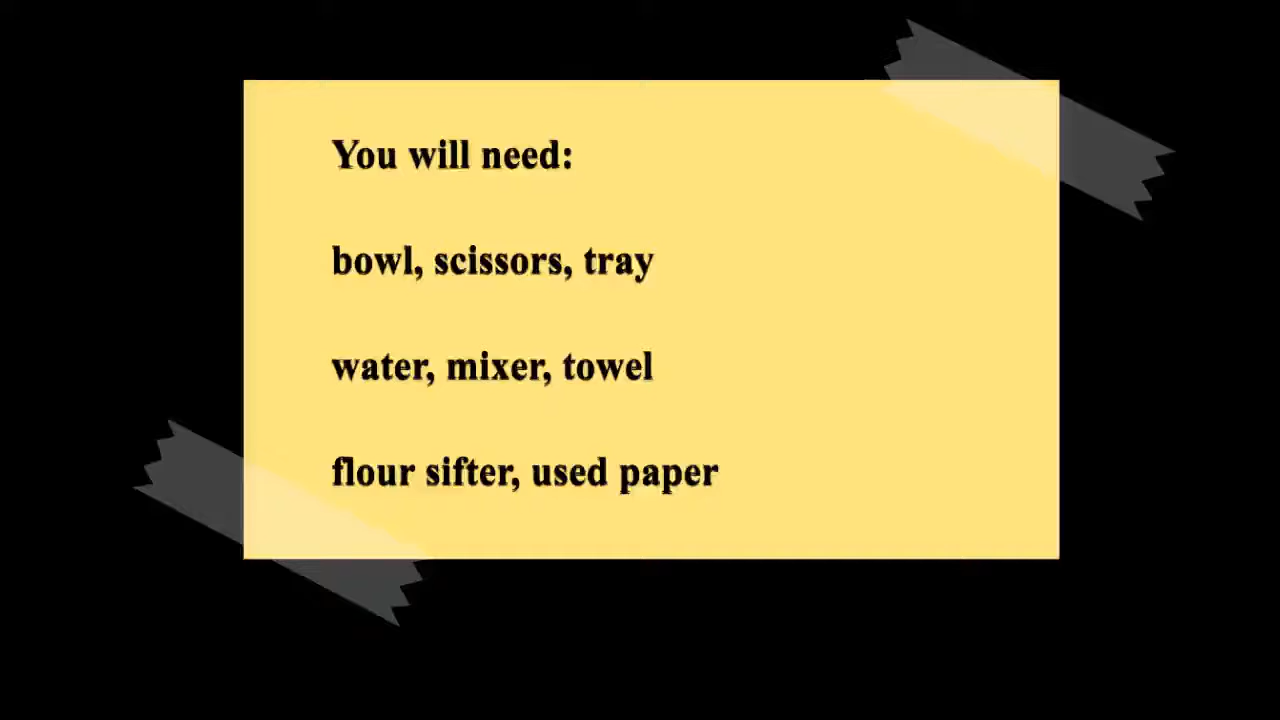 You will need:
bowl, scissors, tray
water, mixer, towel
flour sifter, used paper